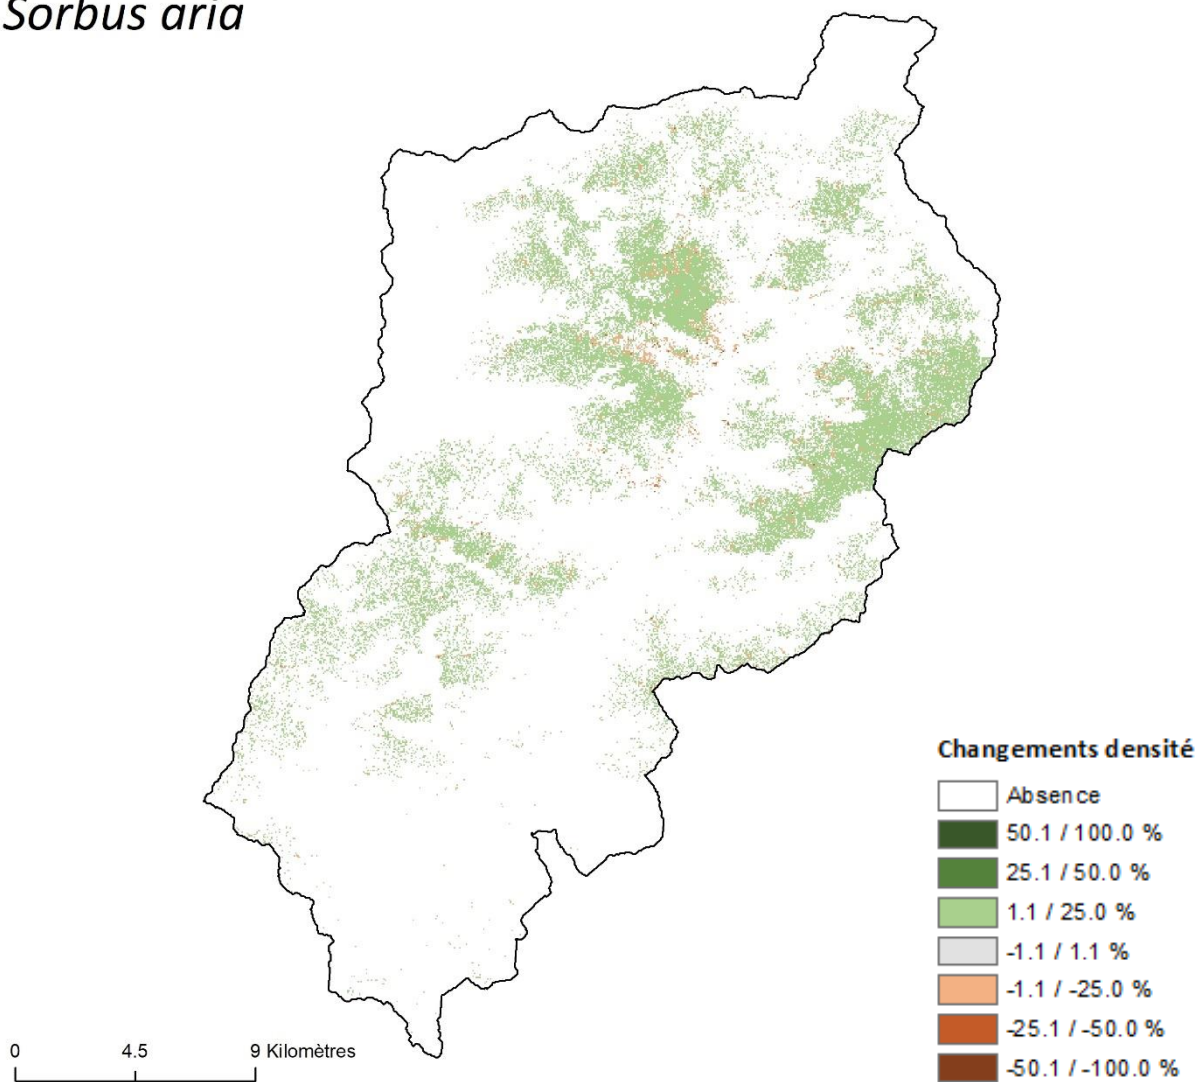 Sorbus aria
Changements densité
Absence
50.1 / 100.0 %
25.1 / 50.0 %
1.1 / 25.0 %
-1.1 / 1.1 %
-1.1 / -25.0 %
-25.1 / -50.0 %
-50.1 / -100.0 %
0 4.5 9 Kilomètres